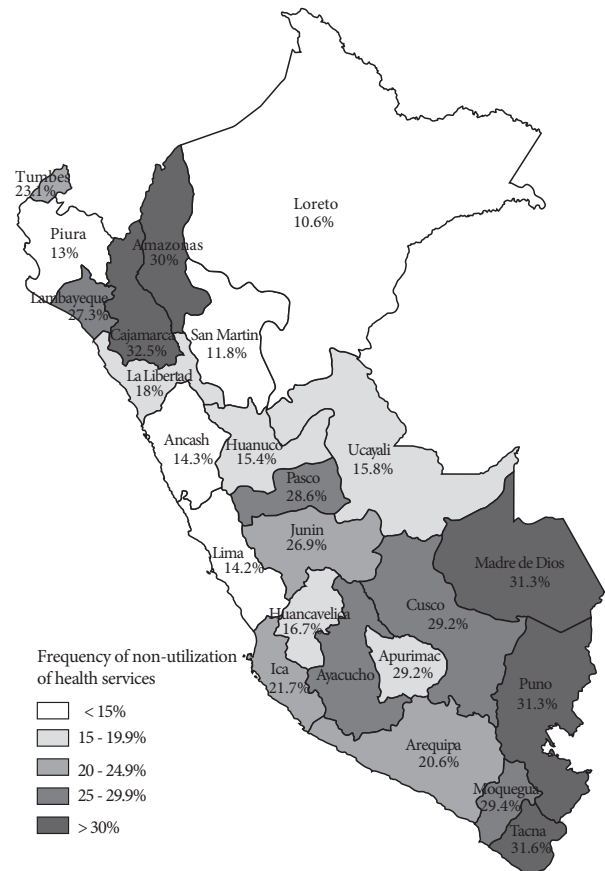 Tumbes
23.1%
Piura
13%
Loreto
10.6%
Amazonas
30%
Lambayeque
27.3%
Cajamarca
32.5%
San Martin
11.8%
La Libertad
18%
Ancash
14.3%
Huanuco
15.4%
Ucayali
15.8%
Pasco
28.6%
Junin
26.9%
Lima
14.2%
Madre de Dios
31.3%
Cusco
29.2%
Huancavelica
16.7%
Apurimac
29.2%
Ica
21.7%
Ayacucho
Puno
31.3%
Arequipa
20.6%
Moquegua
29.4%
Tacna
31.6%
Frequency of non-utilization
of health services
< 15%
15 - 19.9%
20 - 24.9%
25 - 29.9%
> 30%